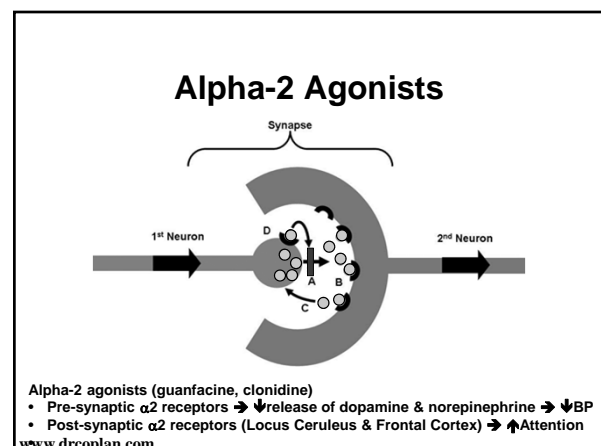 Alpha-2 Agonists
Synapse
D
1st Neuron
2nd Neuron
A
B
C
Alpha-2 agonists (guanfacine, clonidine)
• Pre-synaptic α2 receptors ➔ 🡻release of dopamine & norepinephrine ➔ 🡻BP
• Post-synaptic α2 receptors (Locus Ceruleus & Frontal Cortex) ➔ 🡹Attention
www.drcoplan.com